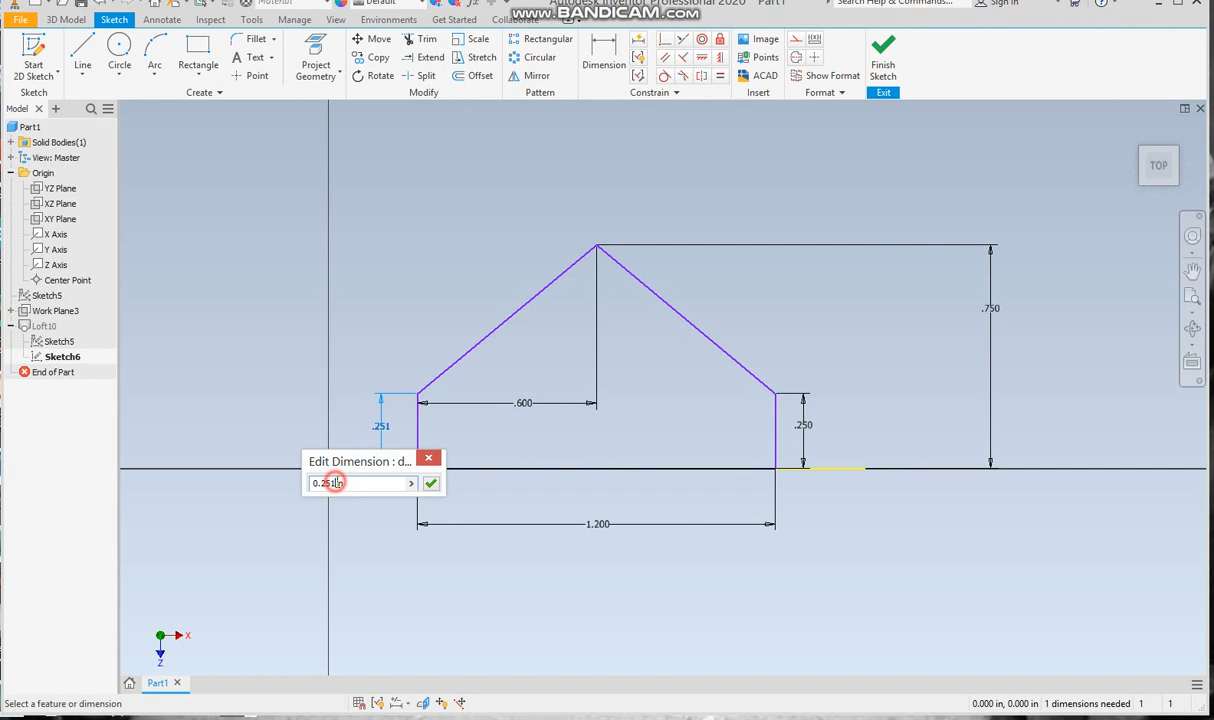 Autodesk Inventor Professional 2020 Part1
www.BANDICAM.com
Search Help & Commands...
Sign In
Material
Default
File 3D Model Sketch Annotate Inspect Tools Manage View Environments Get Started Collaborate
Start
2D Sketch
Line
Circle
Arc
Rectangle
Fillet
Text
Point
Project
Geometry
Move
Copy
Rotate
Trim
Extend
Split
Scale
Stretch
Offset
Rectangular
Circular
Mirror
Dimension
Image
Points
ACAD
Show Format
Finish
Sketch
Sketch Create Modify Pattern Constrain Insert Format Exit
Model
Part1
Solid Bodies(1)
View: Master
Origin
YZ Plane
XZ Plane
XY Plane
X Axis
Y Axis
Z Axis
Center Point
Sketch5
Work Plane3
Loft10
Sketch5
Sketch6
End of Part
TOP
.750
.600
.251
.250
Edit Dimension : d...
0.251in
1.200
X
Z
Part1
Select a feature or dimension
0.000 in, 0.000 in 1 dimensions needed 1 1